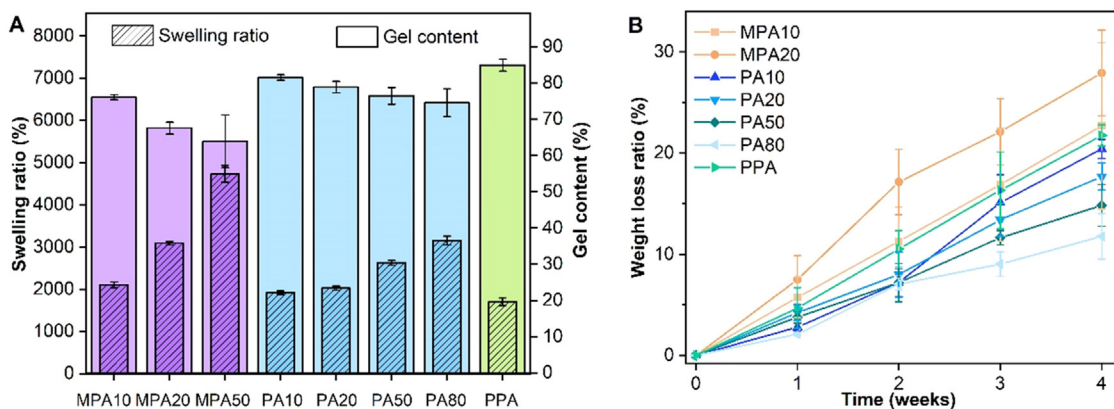 A
Swelling ratio
Gel content
Swelling ratio (%)
8000
7000
6000
5000
4000
3000
2000
1000
0
90
80
70
60
50
40
30
20
10
0
Gel content (%)
MPA10 MPA20 MPA50 PA10 PA20 PA50 PA80 PPA
B
MPA10
MPA20
PA10
PA20
PA50
PA80
PPA
Weight loss ratio (%)
30
20
10
0
0 1 2 3 4
Time (weeks)